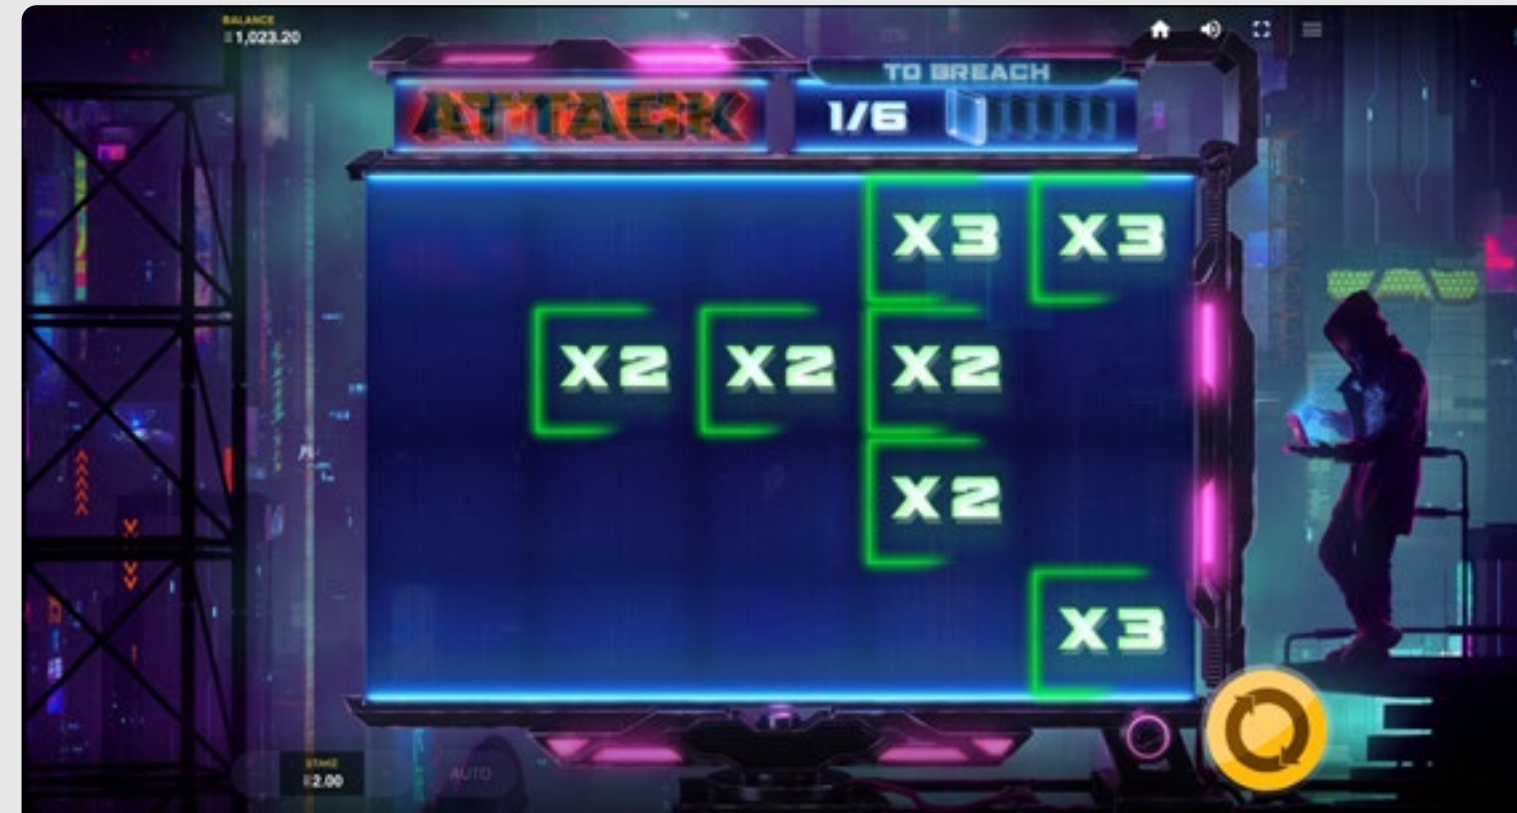 BALANCE
1,023.20
TO BREACH
ATTACK
1/6
X3 X3
X2 X2 X2
X2
X3
STAKE
2.00
AUTO